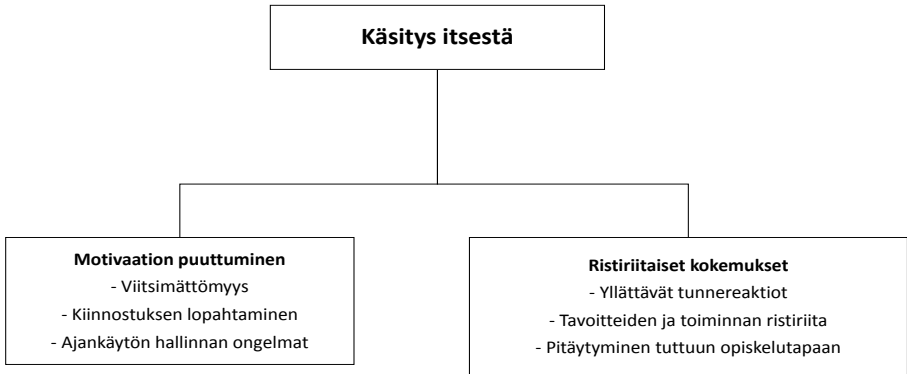 Käsitys itsestä
Motivaation puuttuminen
- Viitsimättömyys
- Kiinnostuksen lopahtaminen
- Ajankäytön hallinnan ongelmat
Ristiriitaiset kokemukset
- Yllättävät tunnereaktiot
- Tavoitteiden ja toiminnan ristiriita
- Pitäytyminen tuttuun opiskelutapaan